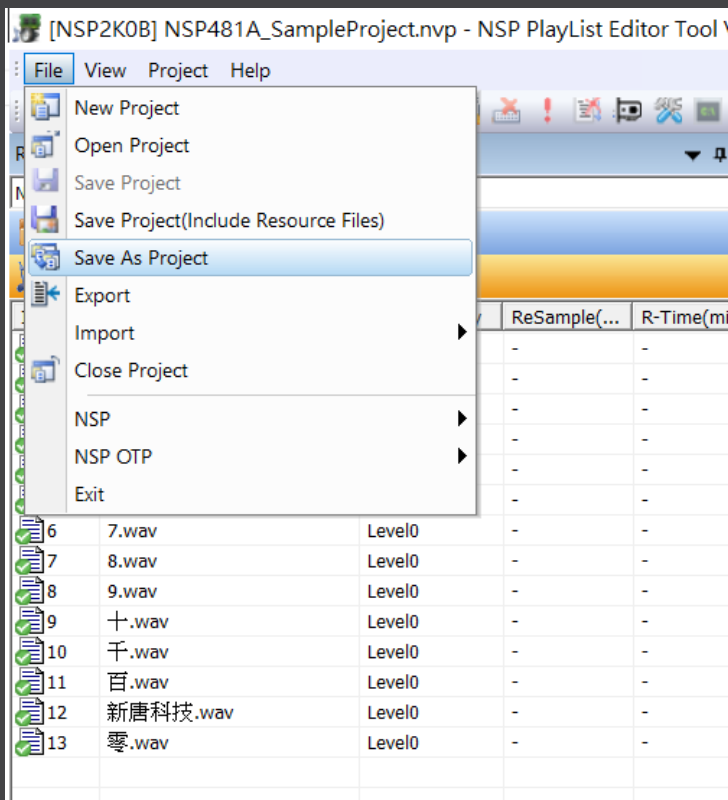 [NSP2K0B] NSP481A_SampleProject.nvp - NSP PlayList Editor Tool V
File View Project Help
New Project
Open Project
Save Project
Save Project(Include Resource Files)
Save As Project
Export
Import
Close Project
NSP
NSP OTP
Exit
ReSample(... R-Time(mi
- -
- -
- -
- -
- -
- -
6 7.wav Level0 - -
7 8.wav Level0 - -
8 9.wav Level0 - -
9 十.wav Level0 - -
10 千.wav Level0 - -
11 百.wav Level0 - -
12 新唐科技.wav Level0 - -
13 零.wav Level0 - -